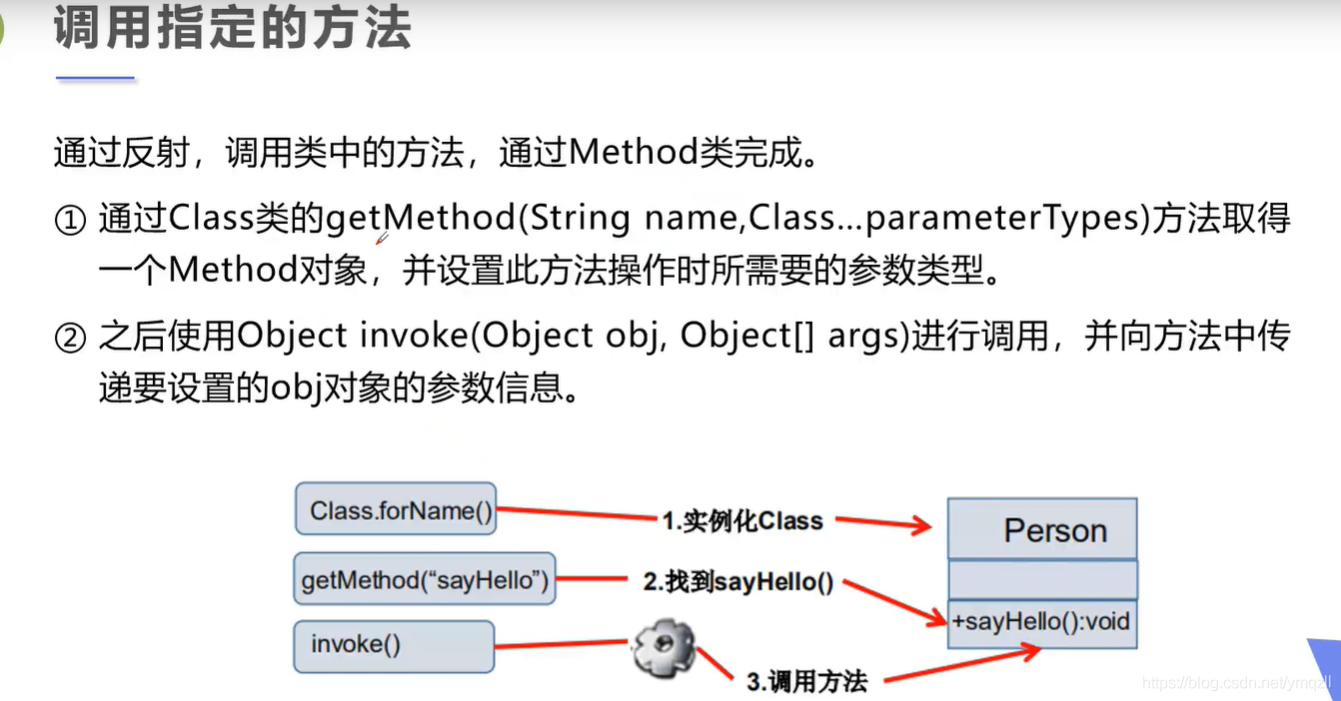 调用指定的方法
通过反射，调用类中的方法，通过Method类完成。
① 通过Class类的getMethod(String name,Class...parameterTypes)方法取得
一个Method对象，并设置此方法操作时所需要的参数类型。
② 之后使用Object invoke(Object obj, Object[] args)进行调用，并向方法中传
递要设置的obj对象的参数信息。
Class.forName()
1.实例化Class
Person
getMethod(“sayHello”)
2.找到sayHello()
+sayHello():void
invoke()
3.调用方法
https://blog.csdn.net/ymqzll